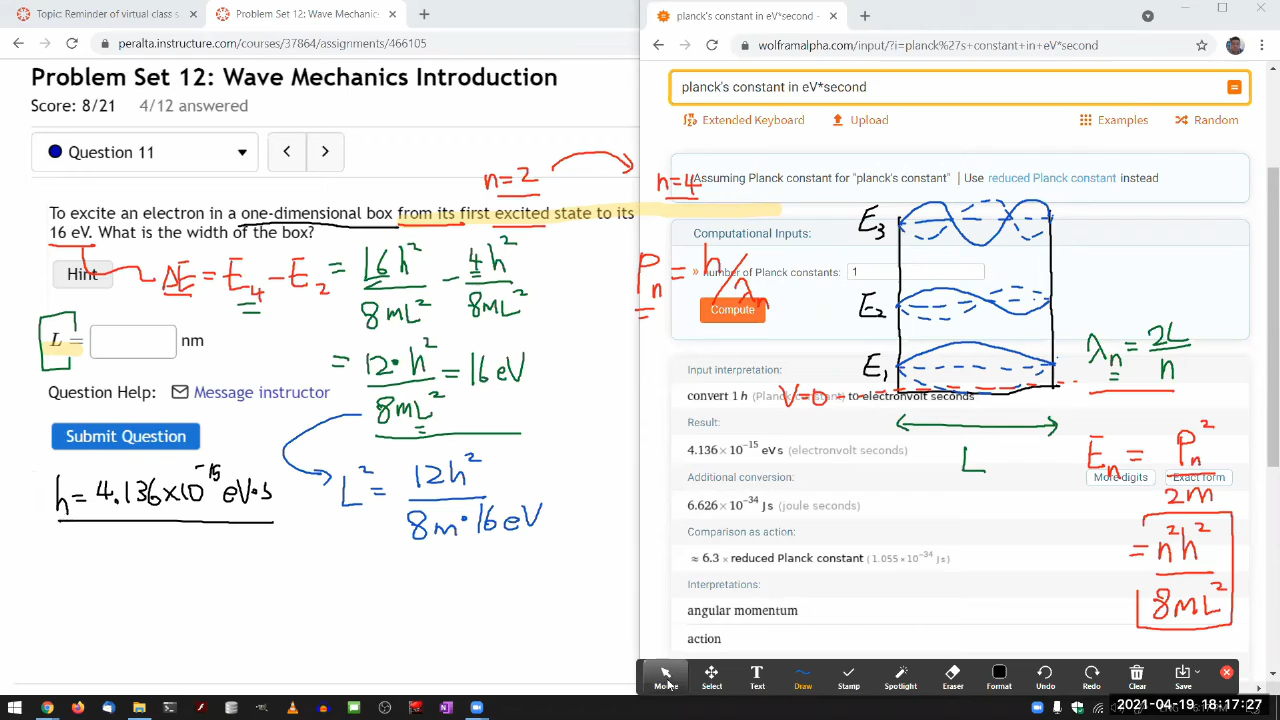 Topic: Reminder of virtual class s
Problem Set 12: Wave Mechanics
planck's constant in eV*second -
peralta.instructure.com/courses/37864/assignments/466105
wolframalpha.com/input/?i=planck%27s+constant+in+eV*second
Problem Set 12: Wave Mechanics Introduction
Score: 8/21 4/12 answered
Question 11
n=2
n=4
To excite an electron in a one-dimensional box from its first excited state to its
16 eV. What is the width of the box?
Hint
ΔE = E₄ - E₂ = 16h²/8mL² - 4h²/8mL²
= 12·h²/8mL² = 16eV
L = nm
Question Help: Message instructor
Submit Question
h = 4.136×10⁻¹⁵ eV·s
L² = 12h²/8m·16eV
planck's constant in eV*second
Extended Keyboard Upload Examples Random
Assuming Planck constant for "planck's constant" | Use reduced Planck constant instead
Computational Inputs:
» number of Planck constants: 1
Compute
Pₙ = h/λₙ
E₃
E₂
E₁
V=0
L
λₙ = 2L/n
Eₙ = Pₙ²/2m
= n²h²/8mL²
Input interpretation:
convert 1 h (Planck constant) to electronvolt seconds
Result:
4.136 × 10⁻¹⁵ eV s (electronvolt seconds)
More digits Exact form
Additional conversion:
6.626 × 10⁻³⁴ J s (joule seconds)
Comparison as action:
≈ 6.3 × reduced Planck constant (1.055×10⁻³⁴ J s)
Interpretations:
angular momentum
action
Move Select Text Draw Stamp Spotlight Eraser Format Undo Redo Clear Save
2021-04-19 18:17:27